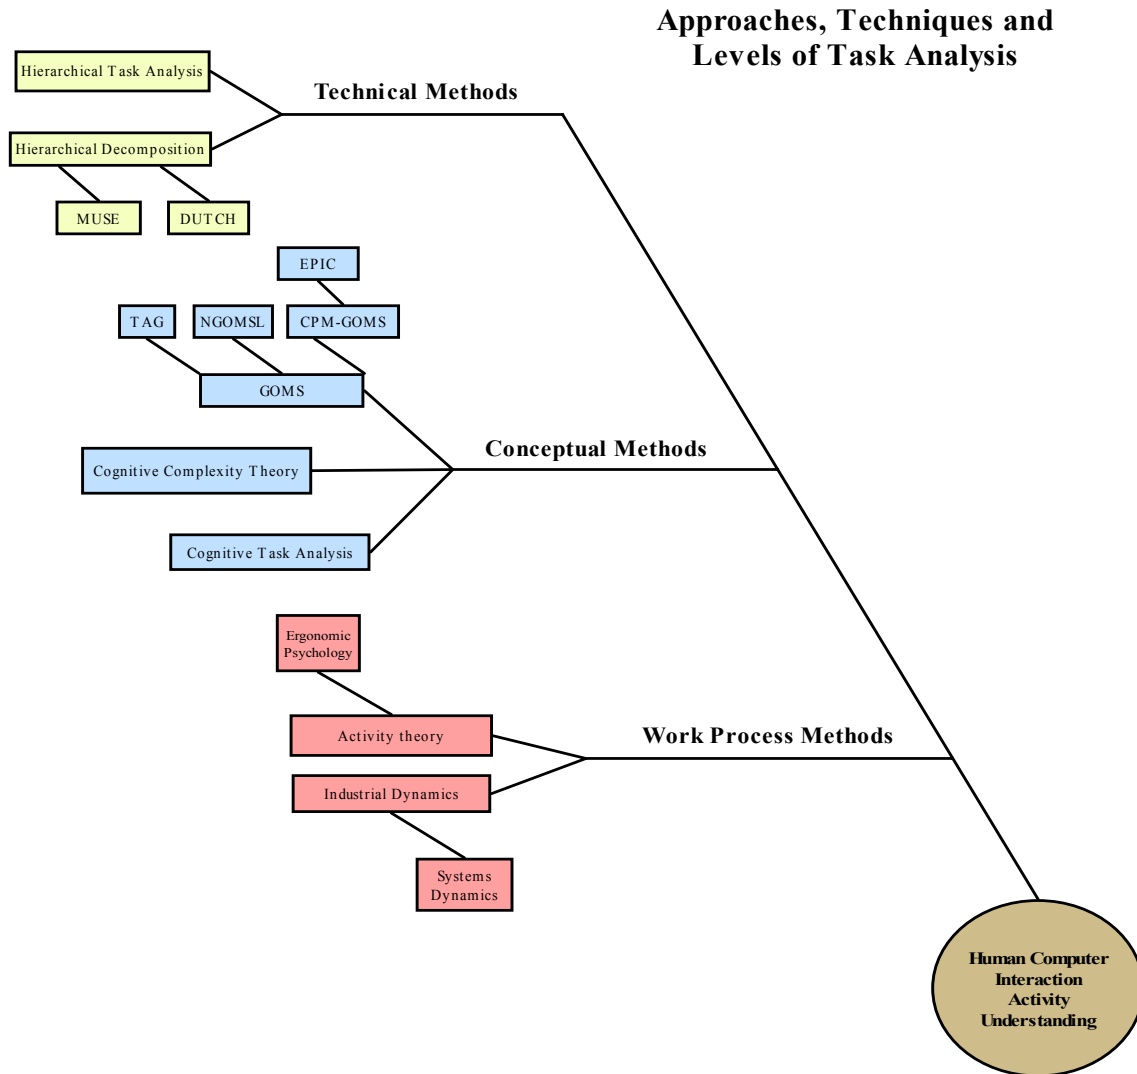 Approaches, Techniques and
Levels of Task Analysis
Hierarchical Task Analysis
Technical Methods
Hierarchical Decomposition
MUSE
DUTCH
EPIC
TAG
NGOMSL
CPM-GOMS
GOMS
Conceptual Methods
Cognitive Complexity Theory
Cognitive Task Analysis
Ergonomic
Psychology
Activity theory
Work Process Methods
Industrial Dynamics
Systems
Dynamics
Human Computer
Interaction
Activity
Understanding